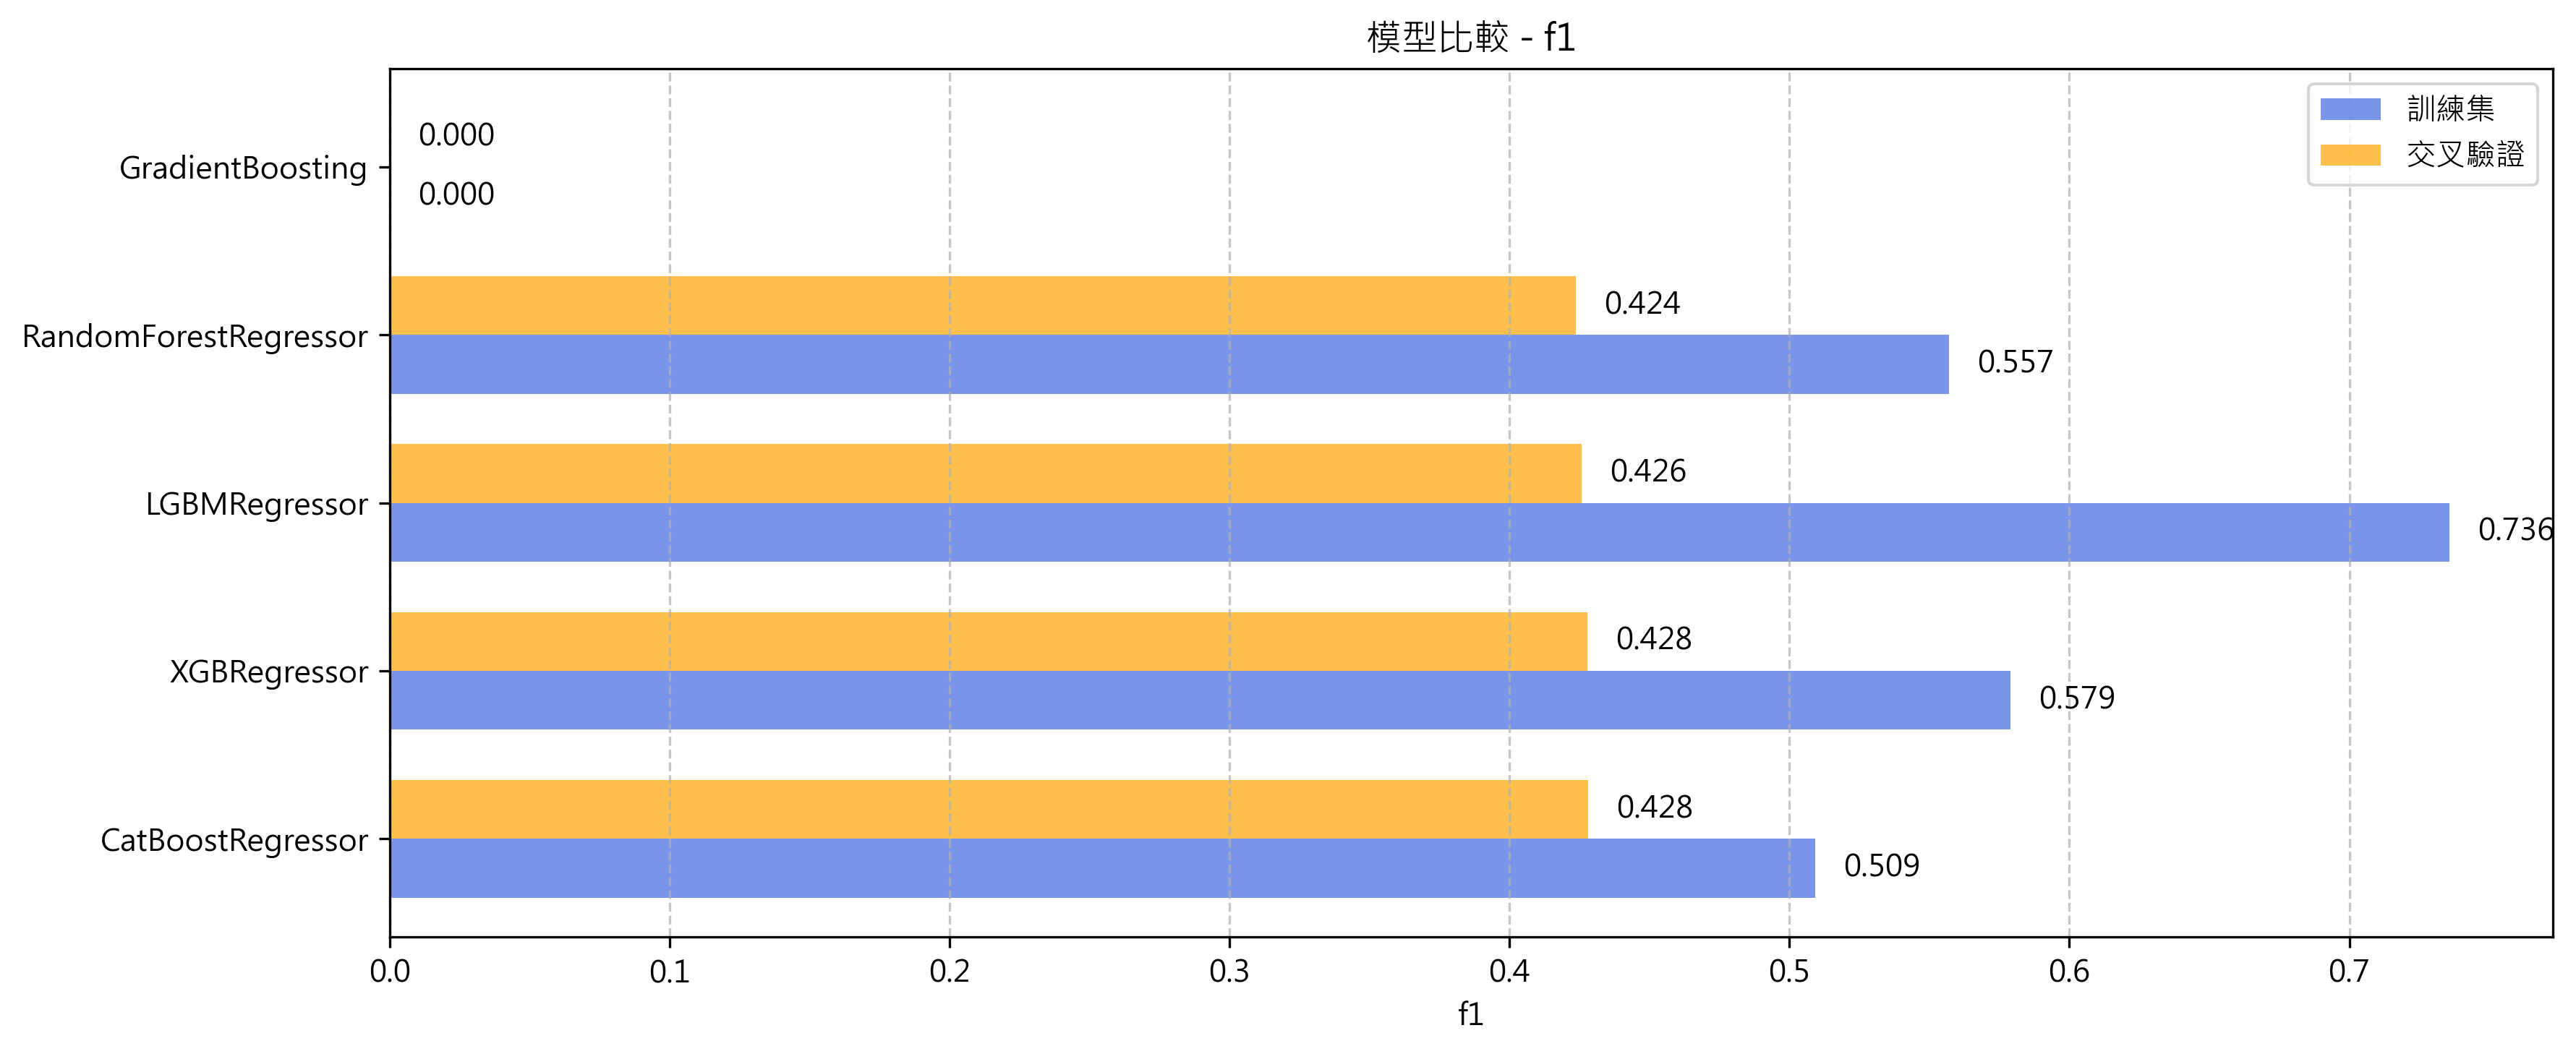 模型比較 - f1
訓練集
交叉驗證
GradientBoosting
0.000
0.000
RandomForestRegressor
0.424
0.557
LGBMRegressor
0.426
0.736
XGBRegressor
0.428
0.579
CatBoostRegressor
0.428
0.509
0.0 0.1 0.2 0.3 0.4 0.5 0.6 0.7
f1